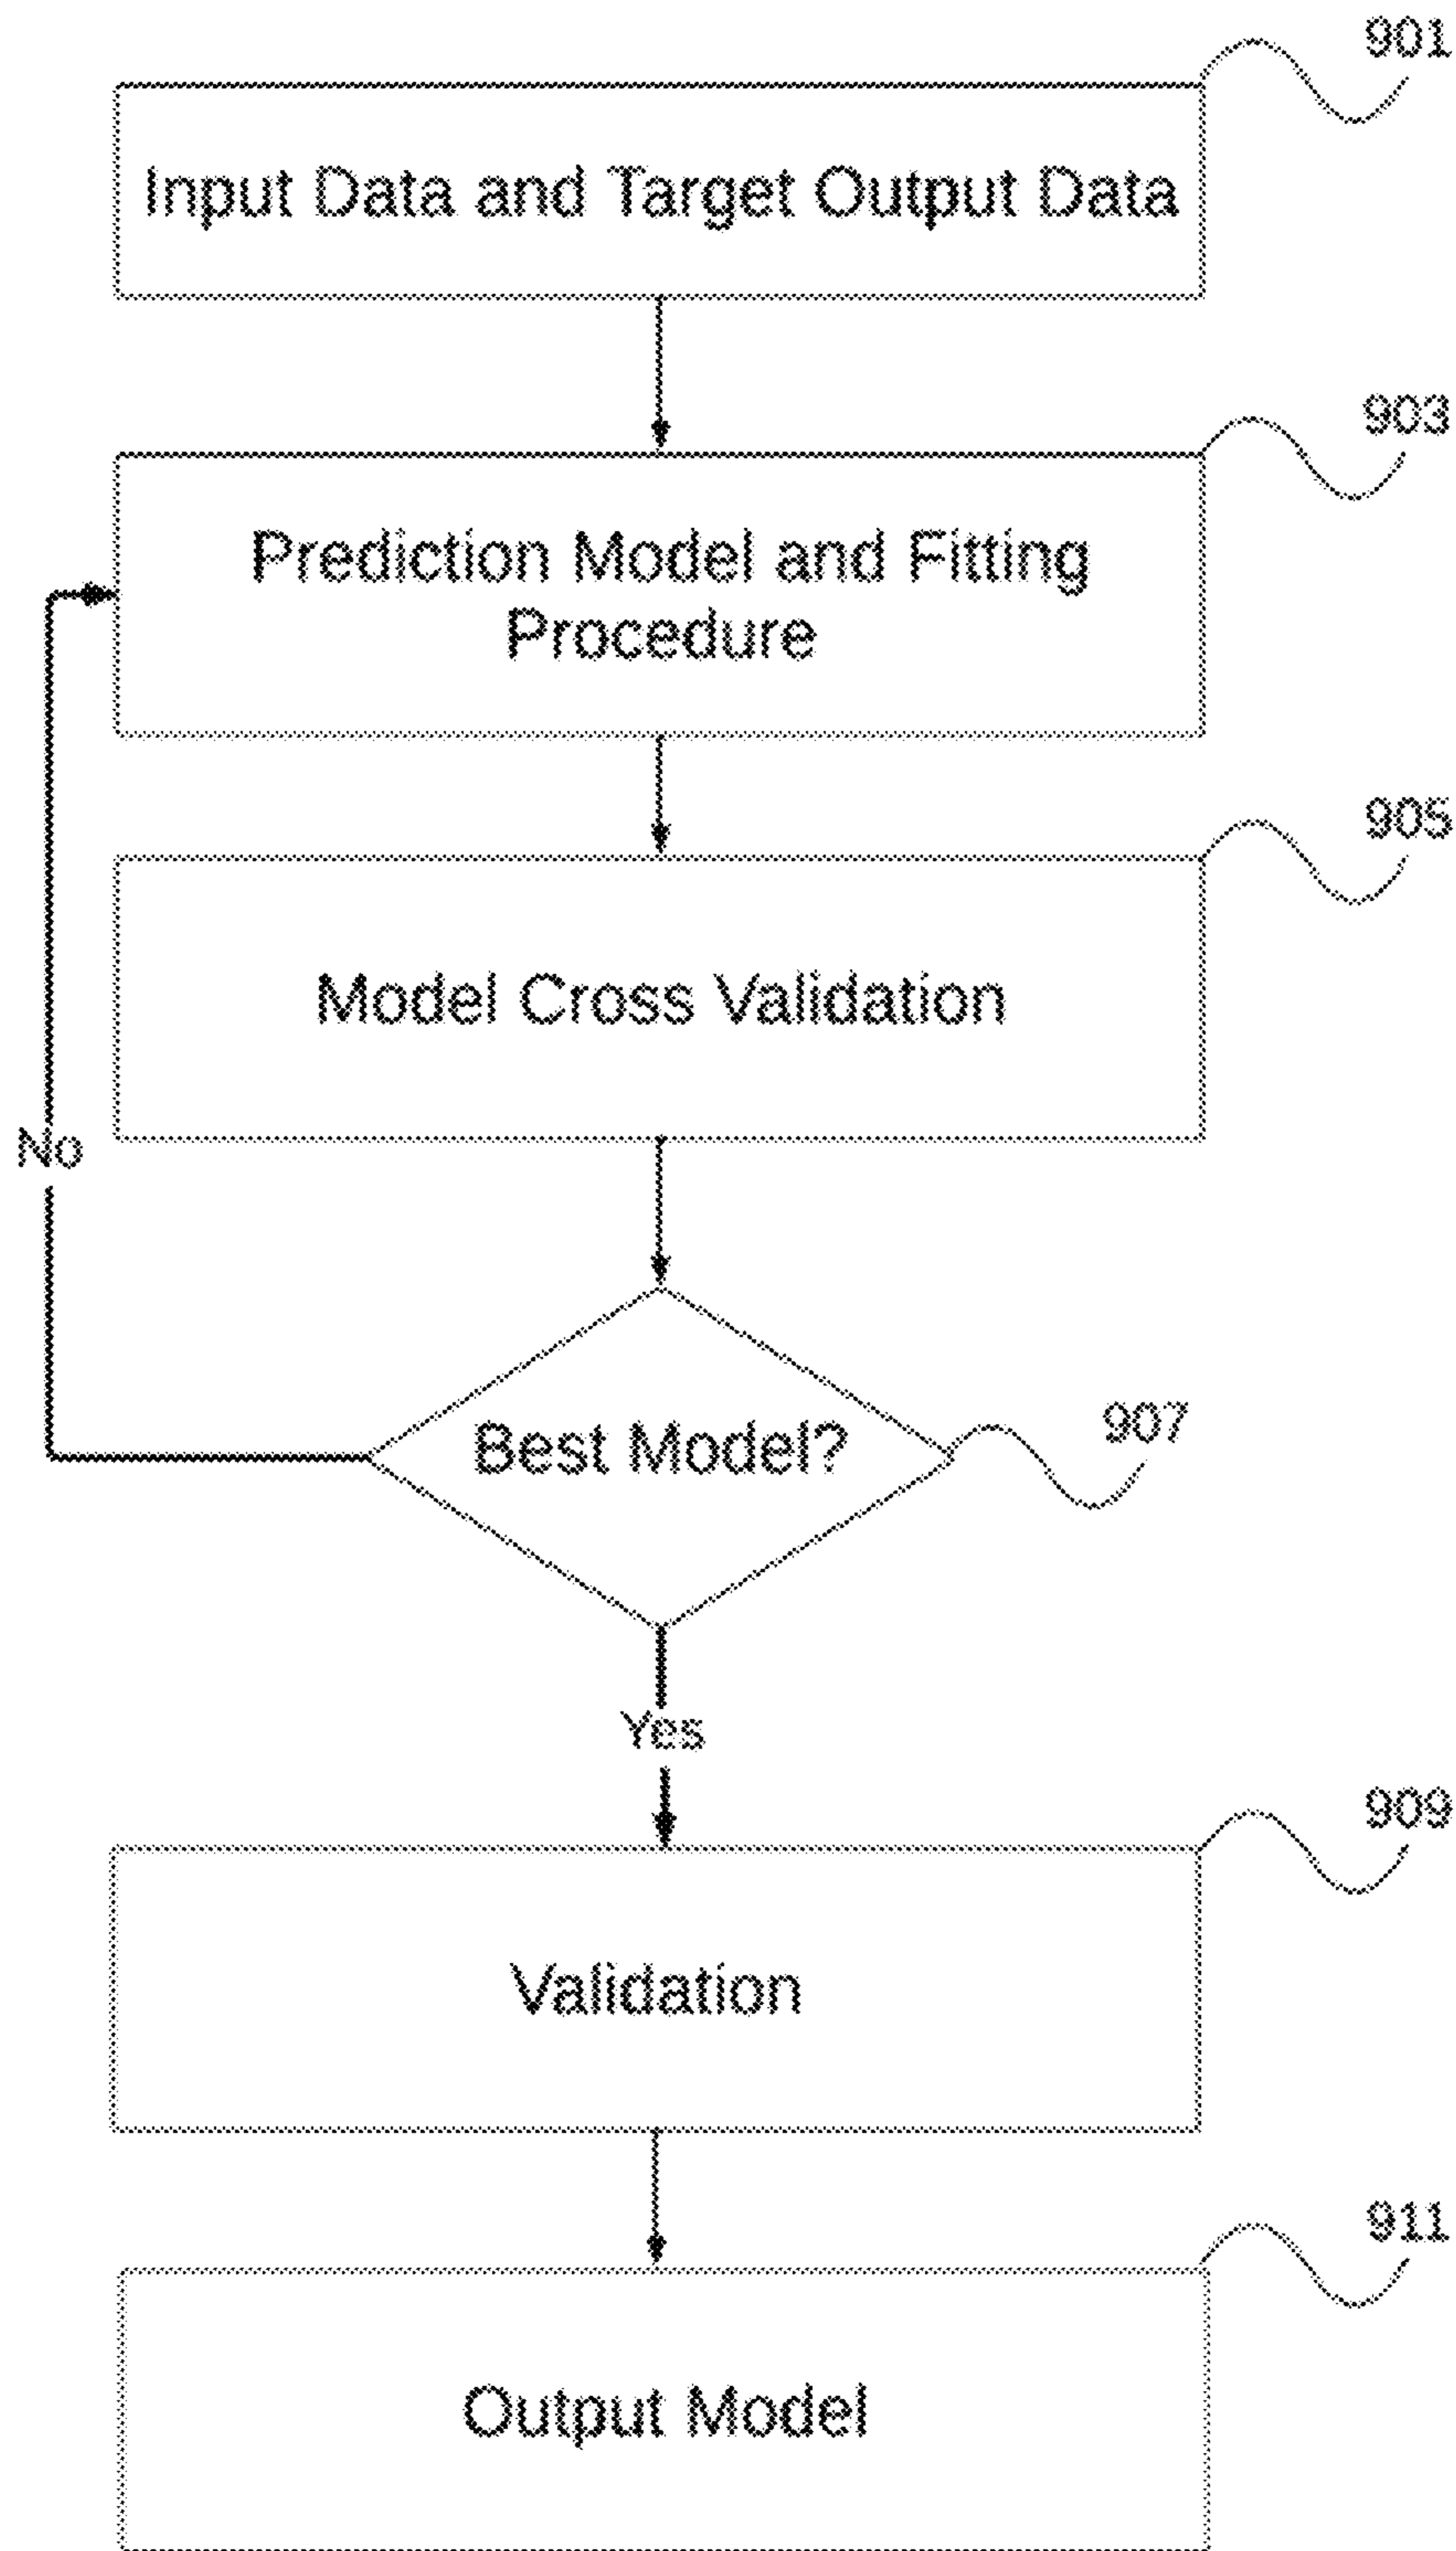 901
Input Data and Target Output Data
903
Prediction Model and Fitting
Procedure
905
Model Cross Validation
No
907
Best Model?
Yes
909
Validation
911
Output Model